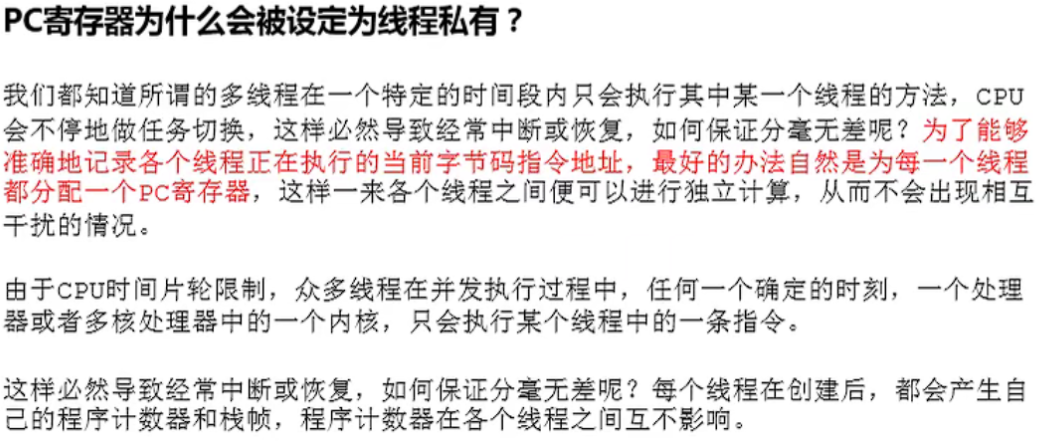 PC寄存器为什么会被设定为线程私有？
我们都知道所谓的多线程在一个特定的时间段内只会执行其中某一个线程的方法，CPU
会不停地做任务切换，这样必然导致经常中断或恢复，如何保证分毫无差呢？为了能够
准确地记录各个线程正在执行的当前字节码指令地址，最好的办法自然是为每一个线程
都分配一个PC寄存器，这样一来各个线程之间便可以进行独立计算，从而不会出现相互
干扰的情况。
由于CPU时间片轮限制，众多线程在并发执行过程中，任何一个确定的时刻，一个处理
器或者多核处理器中的一个内核，只会执行某个线程中的一条指令。
这样必然导致经常中断或恢复，如何保证分毫无差呢？每个线程在创建后，都会产生自
己的程序计数器和栈帧，程序计数器在各个线程之间互不影响。